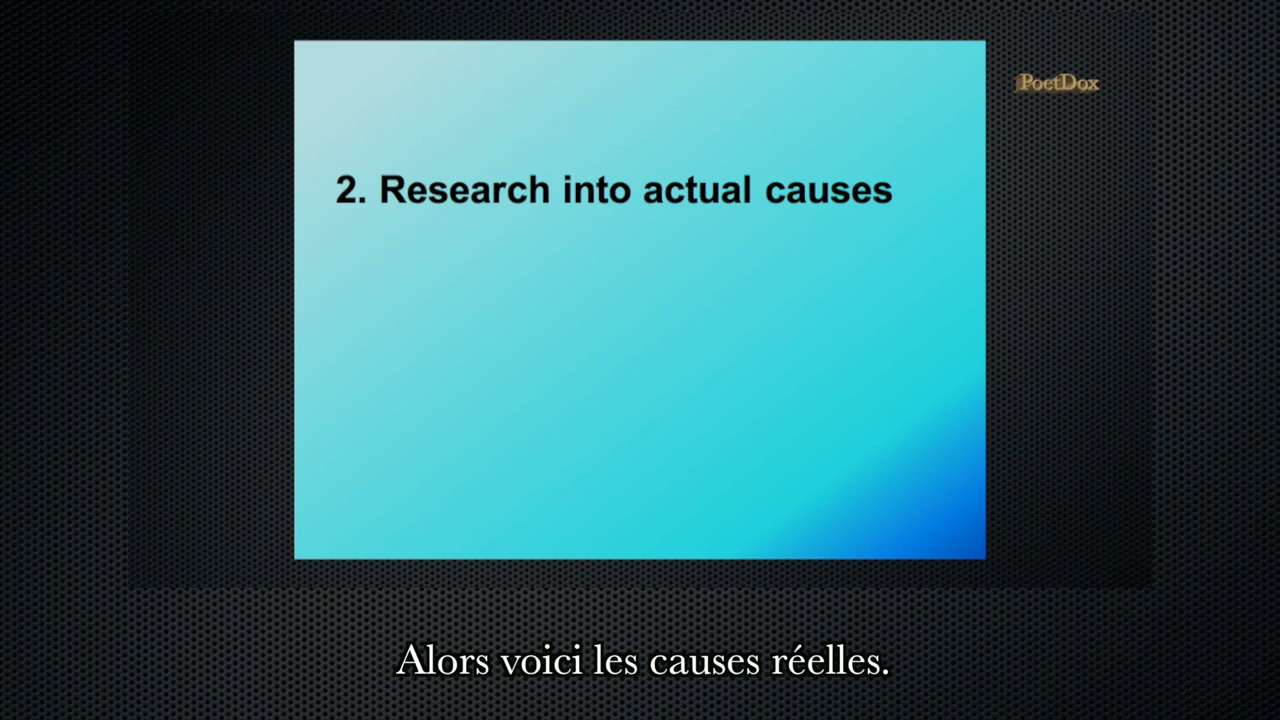 PoetDox
2. Research into actual causes
Alors voici les causes réelles.